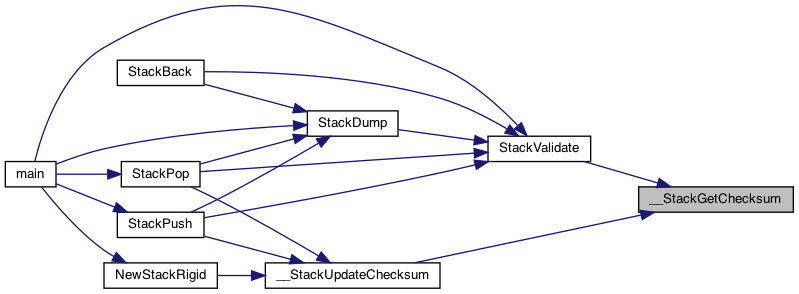 StackBack
StackDump
StackValidate
main
StackPop
__StackGetChecksum
StackPush
NewStackRigid
__StackUpdateChecksum